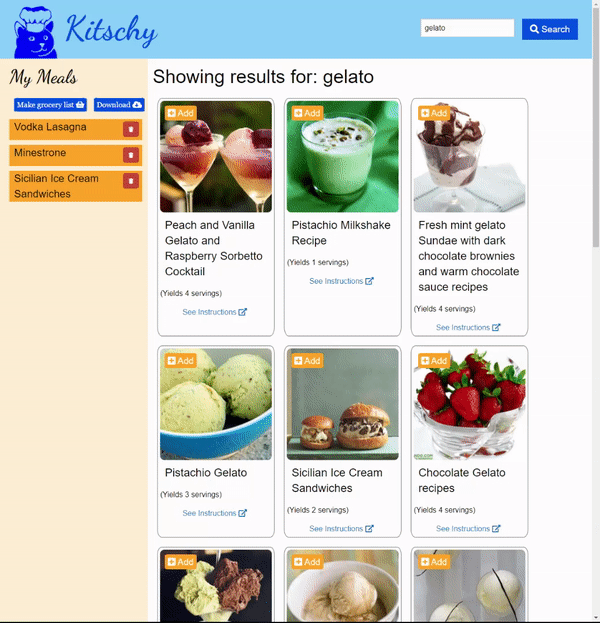 Kitschy
gelato
Search
My Meals
Make grocery list
Download
Vodka Lasagna
Minestrone
Sicilian Ice Cream
Sandwiches
Showing results for: gelato
Add
Add
Add
Peach and Vanilla
Gelato and
Raspberry Sorbetto
Cocktail
(Yields 4 servings)
See Instructions
Pistachio Milkshake
Recipe
(Yields 1 servings)
See Instructions
Fresh mint gelato
Sundae with dark
chocolate brownies
and warm chocolate
sauce recipes
(Yields 4 servings)
See Instructions
Add
Add
Add
Pistachio Gelato
(Yields 3 servings)
See Instructions
Sicilian Ice Cream
Sandwiches
(Yields 2 servings)
See Instructions
Chocolate Gelato
recipes
(Yields 4 servings)
See Instructions
Add
Add
Add